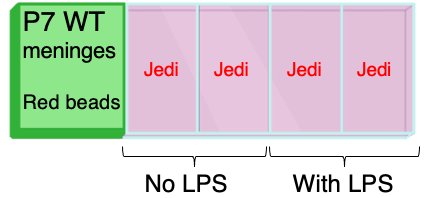 P7 WT
meninges
Red beads
Jedi Jedi Jedi Jedi
No LPS With LPS